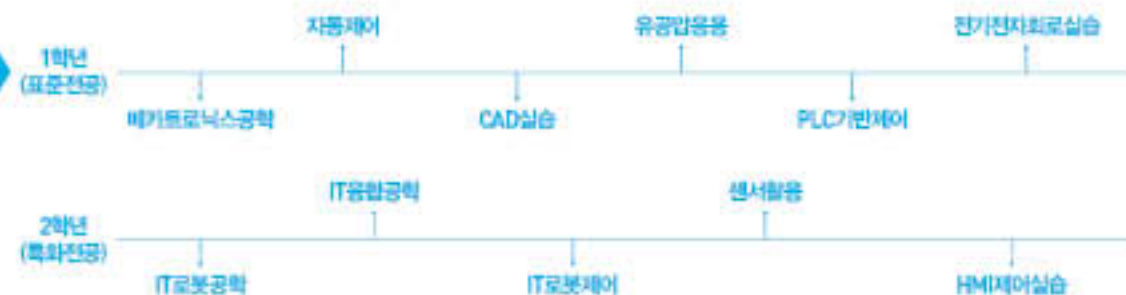 자동제어
유공압응용
전기전자회로실습
1학년
(표준전공)
메카트로닉스공학
CAD실습
PLC기반제어
IT융합공학
센서활용
2학년
(특화전공)
IT로봇공학
IT로봇제어
HMI제어실습